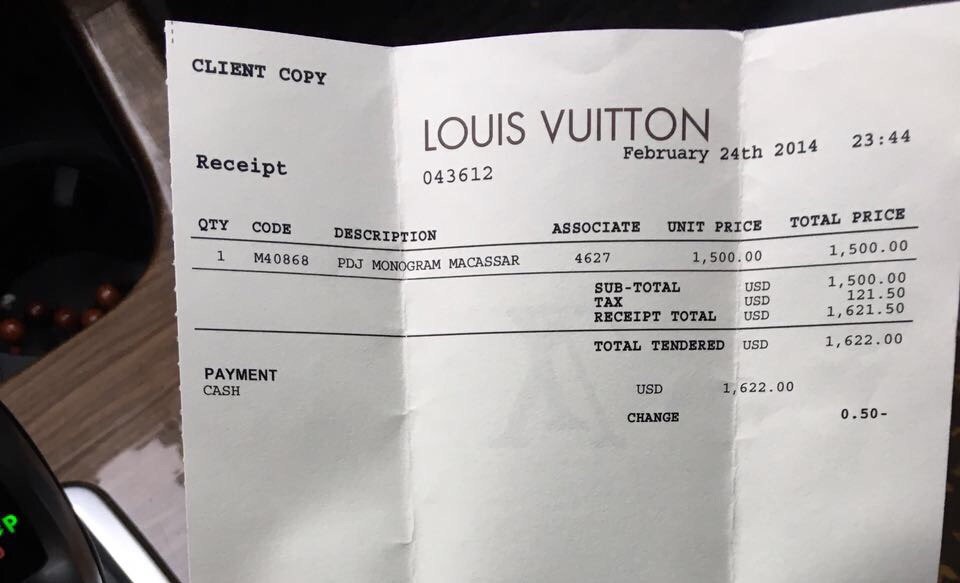 CLIENT COPY
LOUIS VUITTON
February 24th 2014 23:44
Receipt
043612
QTY CODE DESCRIPTION ASSOCIATE UNIT PRICE TOTAL PRICE
1 M40868 PDJ MONOGRAM MACASSAR 4627 1,500.00 1,500.00
SUB-TOTAL USD 1,500.00
TAX USD 121.50
RECEIPT TOTAL USD 1,621.50
TOTAL TENDERED USD 1,622.00
PAYMENT
CASH USD 1,622.00
CHANGE 0.50-